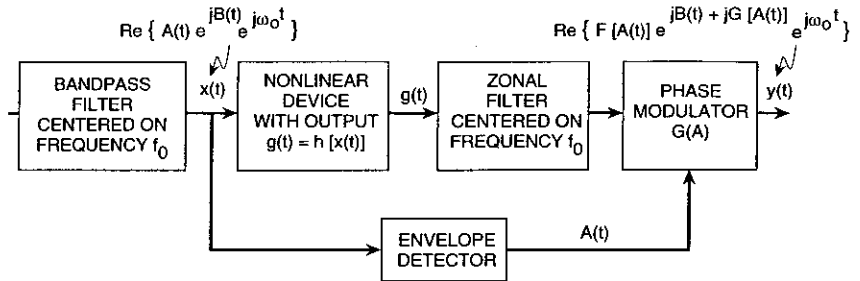 Re { A(t) e^jB(t) e^jω₀t }
Re { F [A(t)] e^jB(t) + jG [A(t)] e^jω₀t }
BANDPASS
FILTER
CENTERED ON
FREQUENCY f₀
x(t)
NONLINEAR
DEVICE
WITH OUTPUT
g(t) = h [x(t)]
g(t)
ZONAL
FILTER
CENTERED ON
FREQUENCY f₀
PHASE
MODULATOR
G(A)
y(t)
ENVELOPE
DETECTOR
A(t)